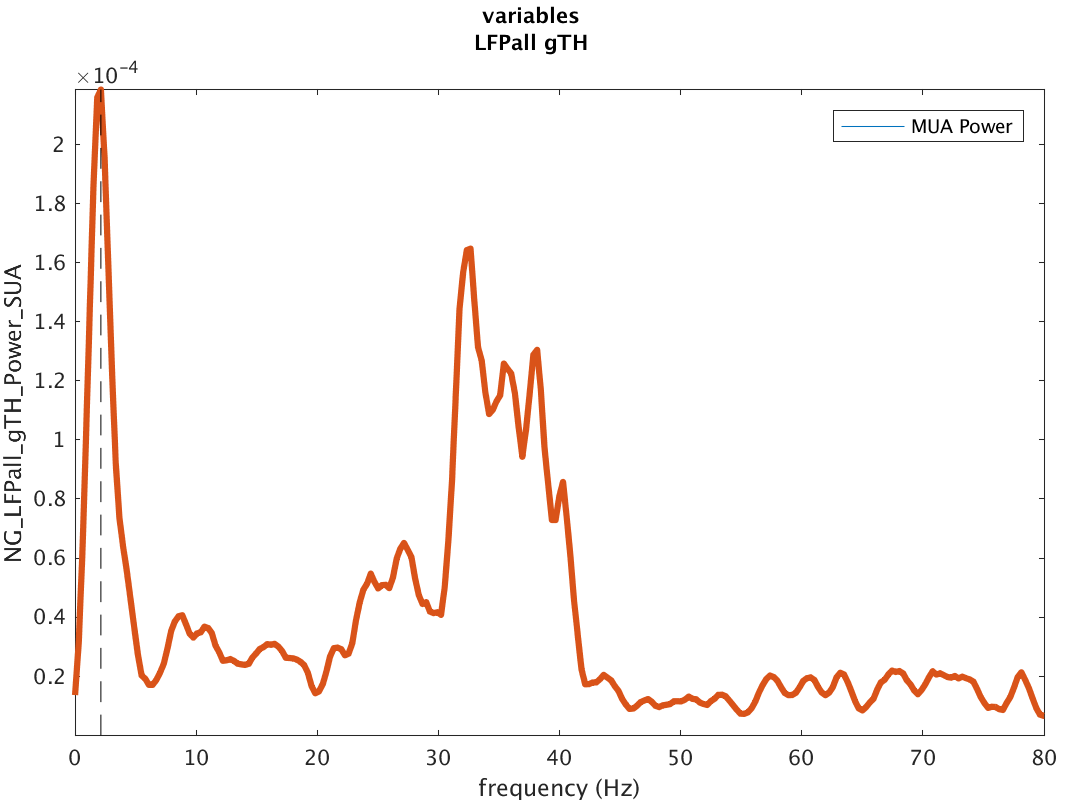 variables
LFPall gTH
×10⁻⁴
MUA Power
NG_LFPall_gTH_Power_SUA
2
1.8
1.6
1.4
1.2
1
0.8
0.6
0.4
0.2
0 10 20 30 40 50 60 70 80
frequency (Hz)